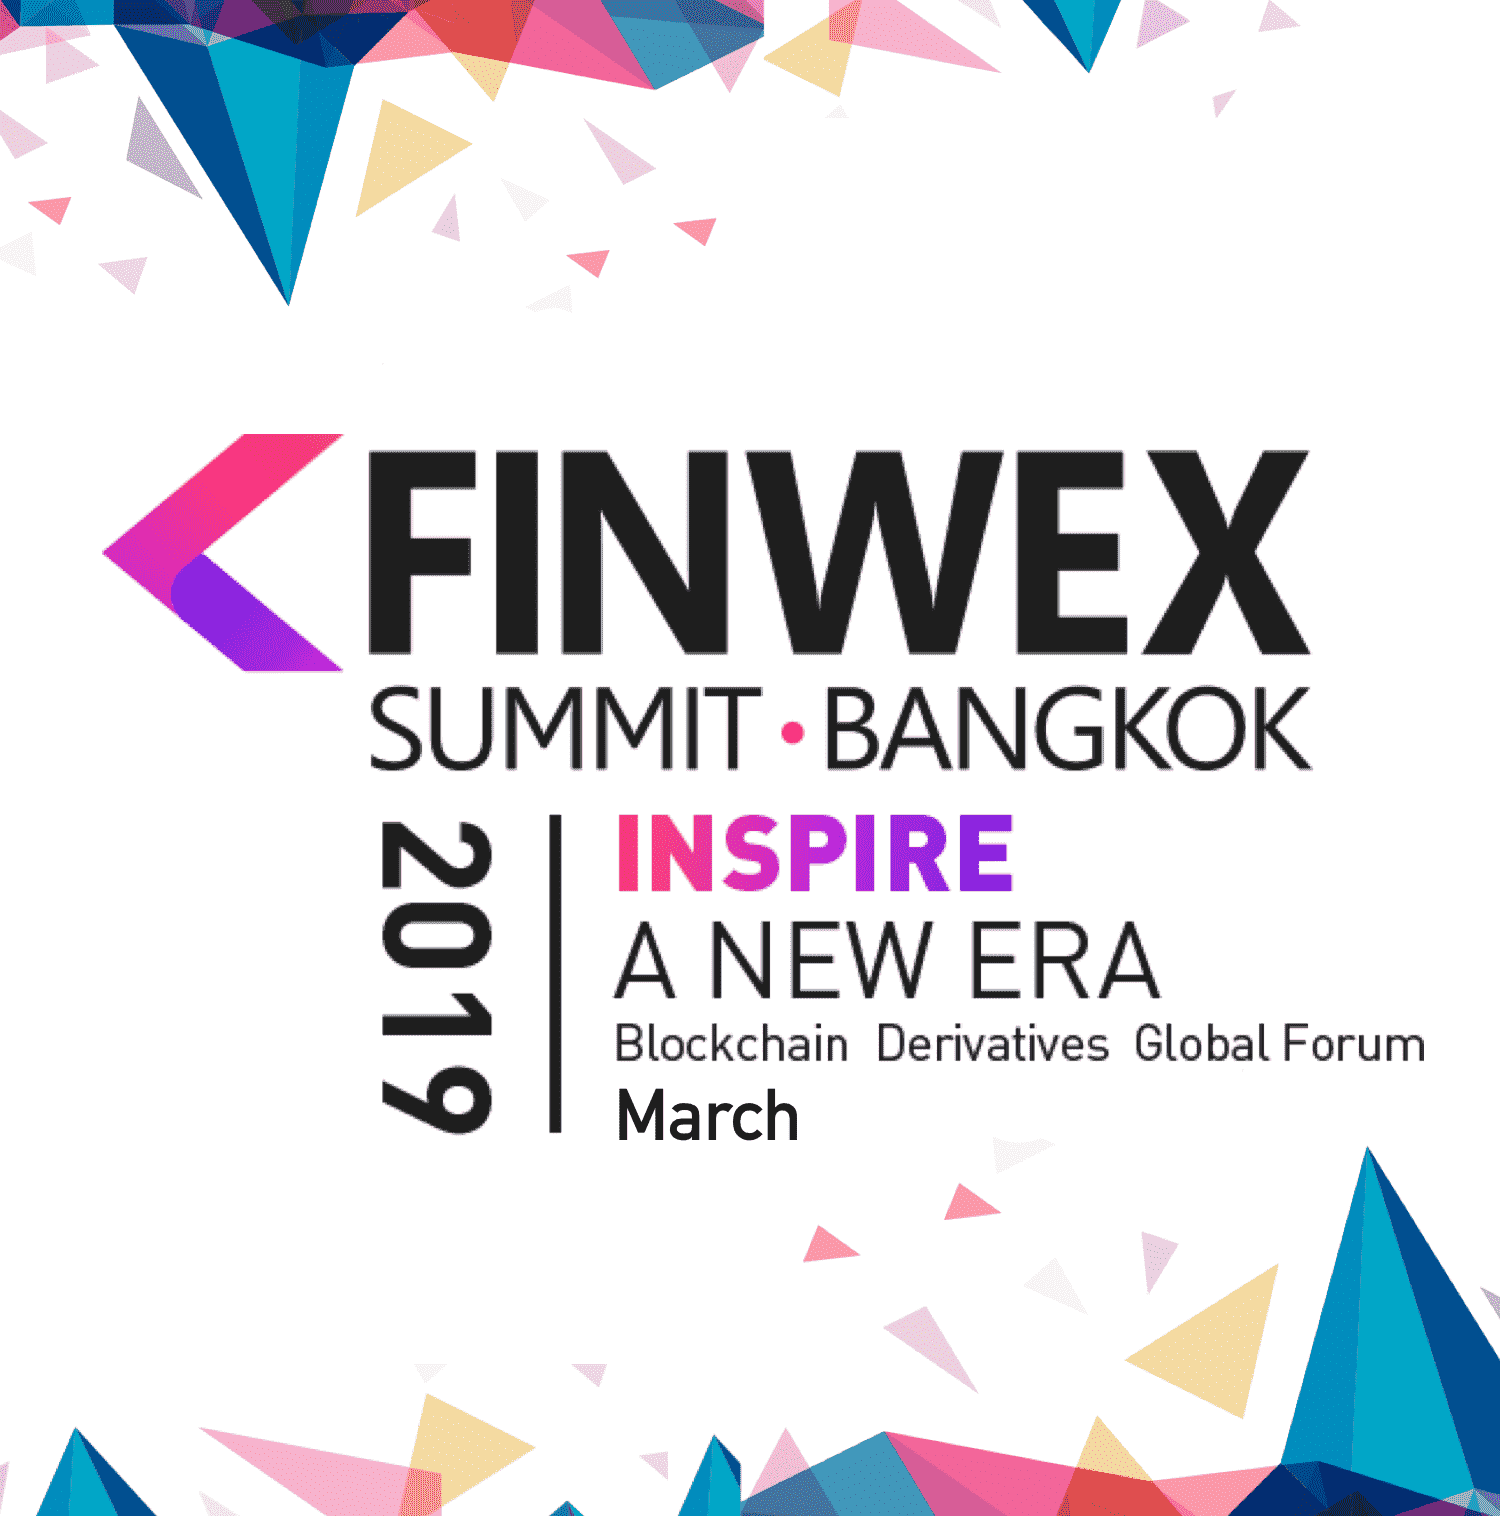 FINWEX
SUMMIT • BANGKOK
2019
INSPIRE
A NEW ERA
Blockchain Derivatives Global Forum
March